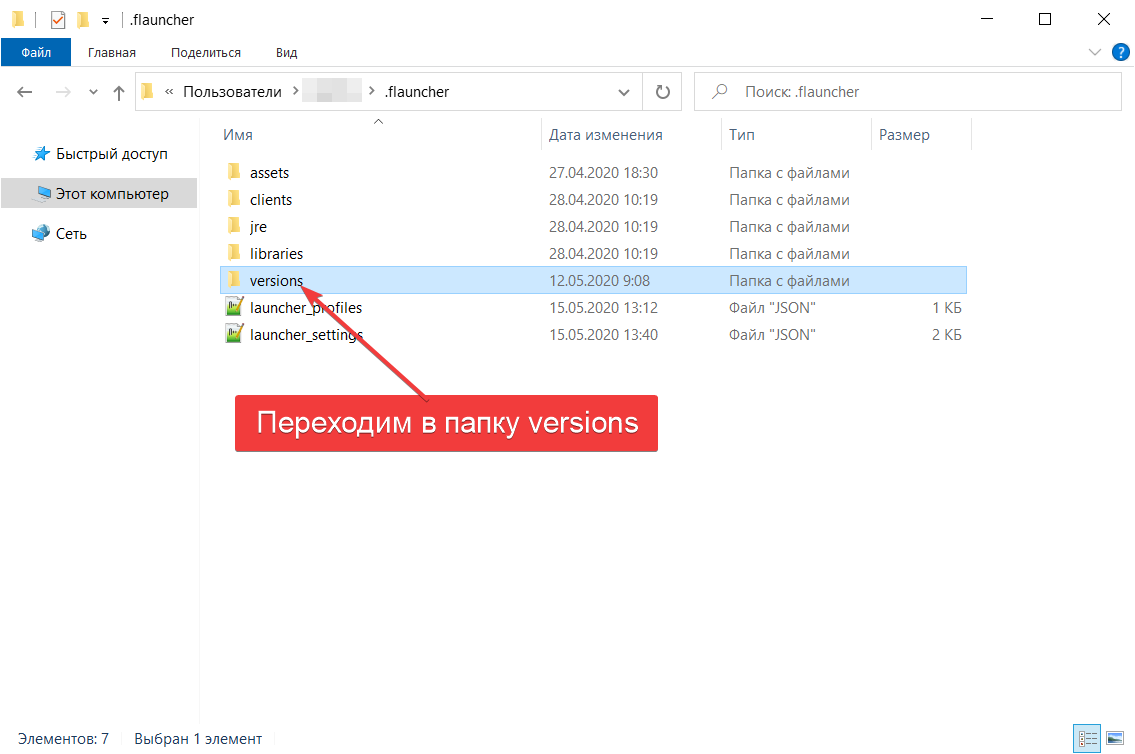 .flauncher
Файл Главная Поделиться Вид
« Пользователи .flauncher Поиск: .flauncher
Имя Дата изменения Тип Размер
Быстрый доступ
Этот компьютер
Сеть
assets 27.04.2020 18:30 Папка с файлами
clients 28.04.2020 10:19 Папка с файлами
jre 28.04.2020 10:19 Папка с файлами
libraries 28.04.2020 10:19 Папка с файлами
versions 12.05.2020 9:08 Папка с файлами
launcher_profiles 15.05.2020 13:12 Файл "JSON" 1 КБ
launcher_settings 15.05.2020 13:40 Файл "JSON" 2 КБ
Переходим в папку versions
Элементов: 7 Выбран 1 элемент